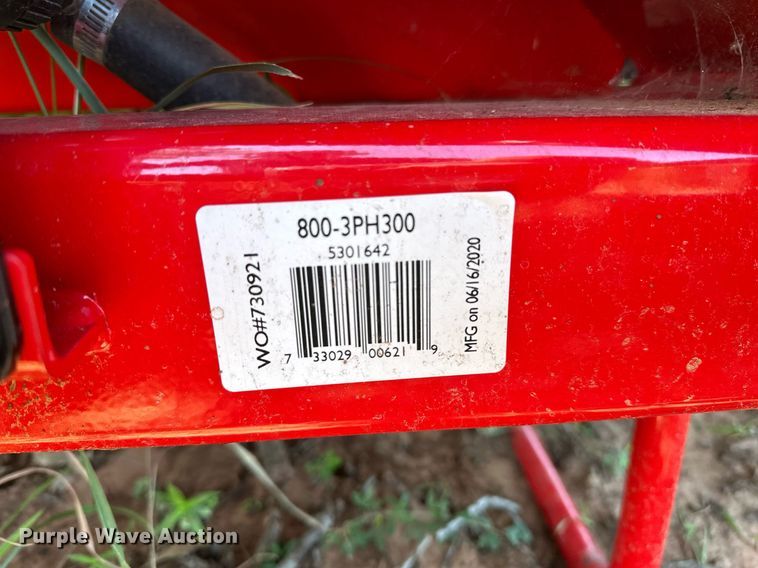 800-3PH300
5301642
WO#730921
MFG on 06/16/2020
7 33029 00621 9
Purple Wave Auction